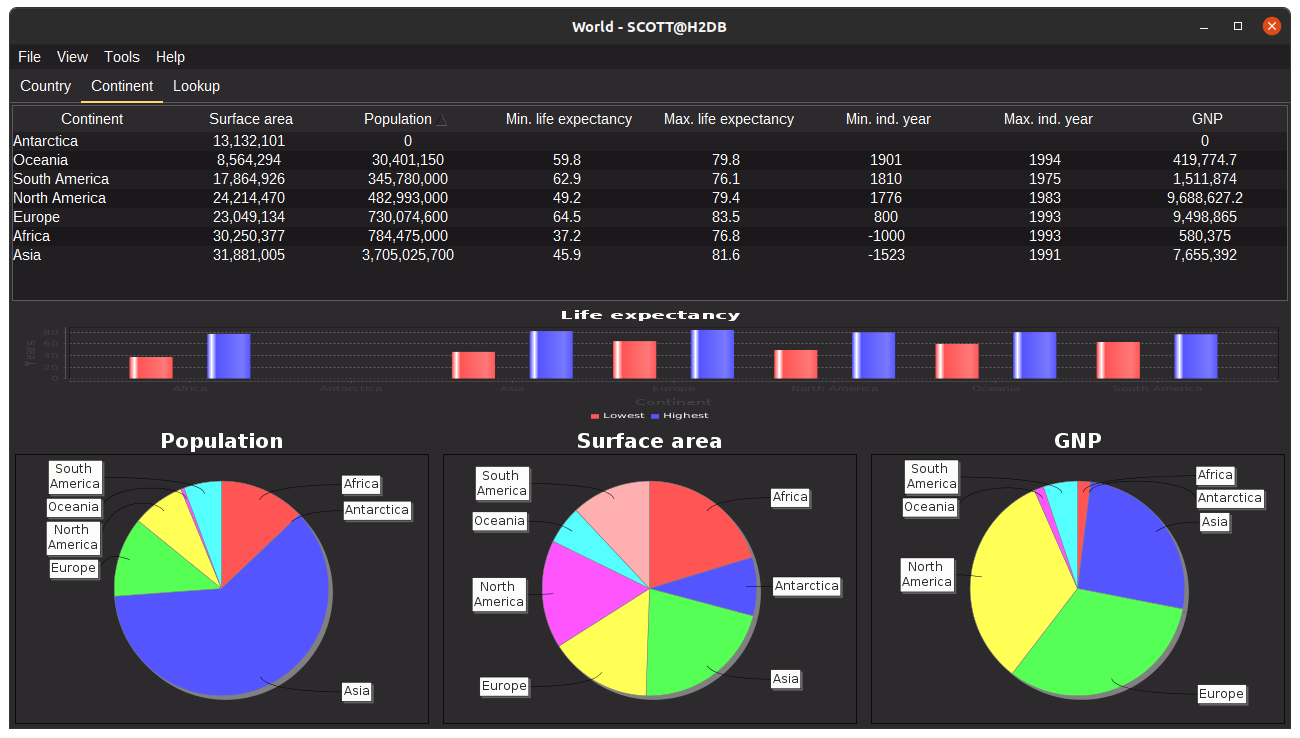 World - SCOTT@H2DB
File View Tools Help
Country Continent Lookup
Continent Surface area Population Min. life expectancy Max. life expectancy Min. ind. year Max. ind. year GNP
Antarctica 13,132,101 0 0
Oceania 8,564,294 30,401,150 59.8 79.8 1901 1994 419,774.7
South America 17,864,926 345,780,000 62.9 76.1 1810 1975 1,511,874
North America 24,214,470 482,993,000 49.2 79.4 1776 1983 9,688,627.2
Europe 23,049,134 730,074,600 64.5 83.5 800 1993 9,498,865
Africa 30,250,377 784,475,000 37.2 76.8 -1000 1993 580,375
Asia 31,881,005 3,705,025,700 45.9 81.6 -1523 1991 7,655,392
Life expectancy
Years
80
60
40
20
0
Africa Antarctica Asia Europe North America Oceania South America
Continent
Lowest Highest
Population
South
America
Oceania
North
America
Europe
Africa
Antarctica
Asia
Surface area
South
America
Oceania
North
America
Europe
Africa
Antarctica
Asia
GNP
South
America
Oceania
North
America
Africa
Antarctica
Asia
Europe